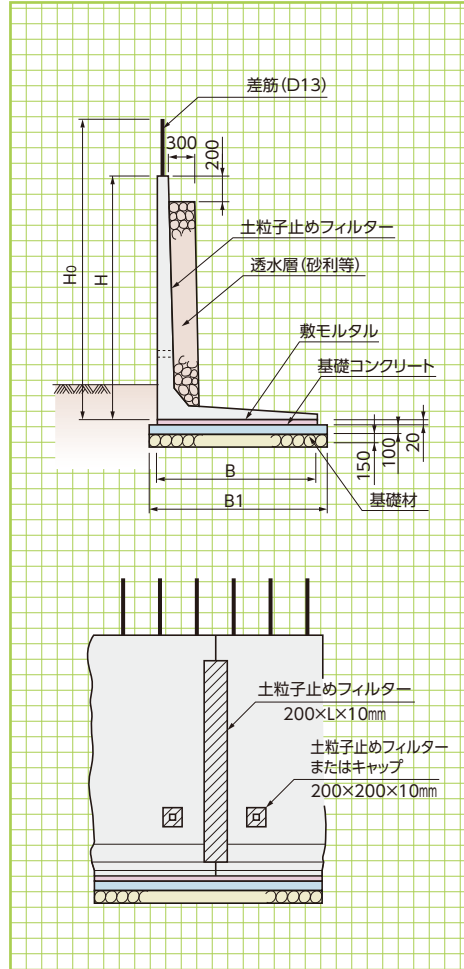 差筋(D13)
300
200
土粒子止めフィルター
透水層(砂利等)
H0
H
敷モルタル
基礎コンクリート
20
100
150
B
B1
基礎材
土粒子止めフィルター
200×L×10㎜
土粒子止めフィルター
またはキャップ
200×200×10㎜